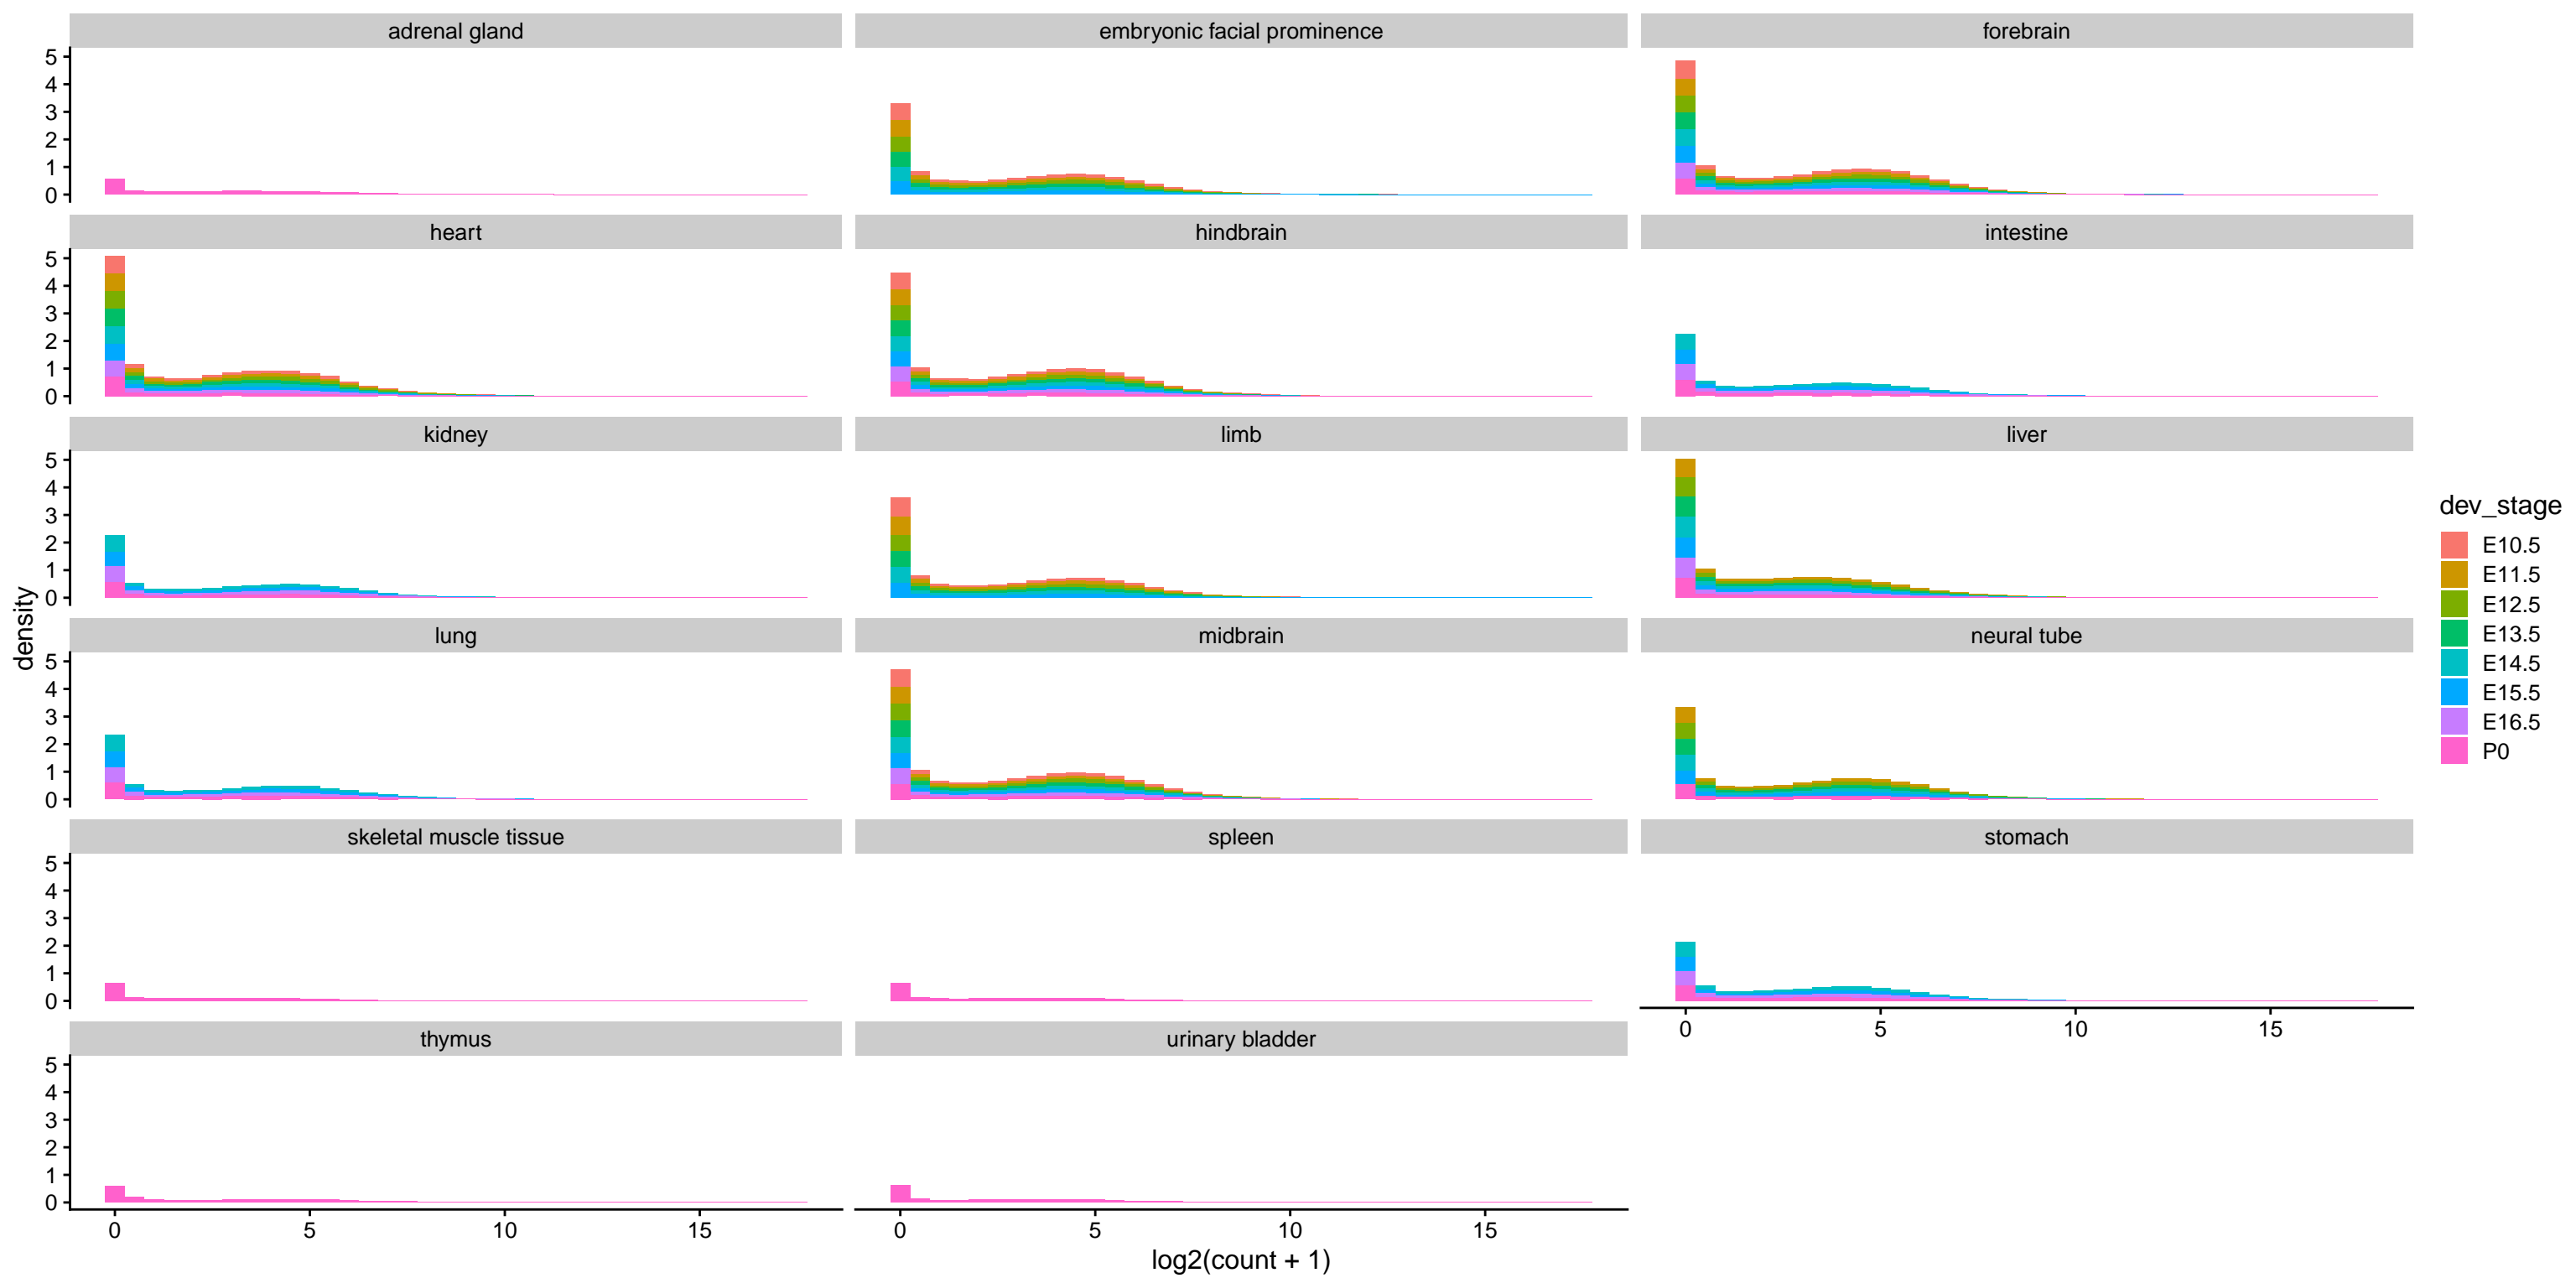 adrenal gland
embryonic facial prominence
forebrain
5
4
3
2
1
0
heart
hindbrain
intestine
5
4
3
2
1
0
kidney
limb
liver
5
4
3
2
1
0
lung
midbrain
neural tube
5
4
3
2
1
0
skeletal muscle tissue
spleen
stomach
5
4
3
2
1
0
0 5 10 15
thymus
urinary bladder
5
4
3
2
1
0
0 5 10 15
0 5 10 15
log2(count + 1)
density
dev_stage
E10.5
E11.5
E12.5
E13.5
E14.5
E15.5
E16.5
P0